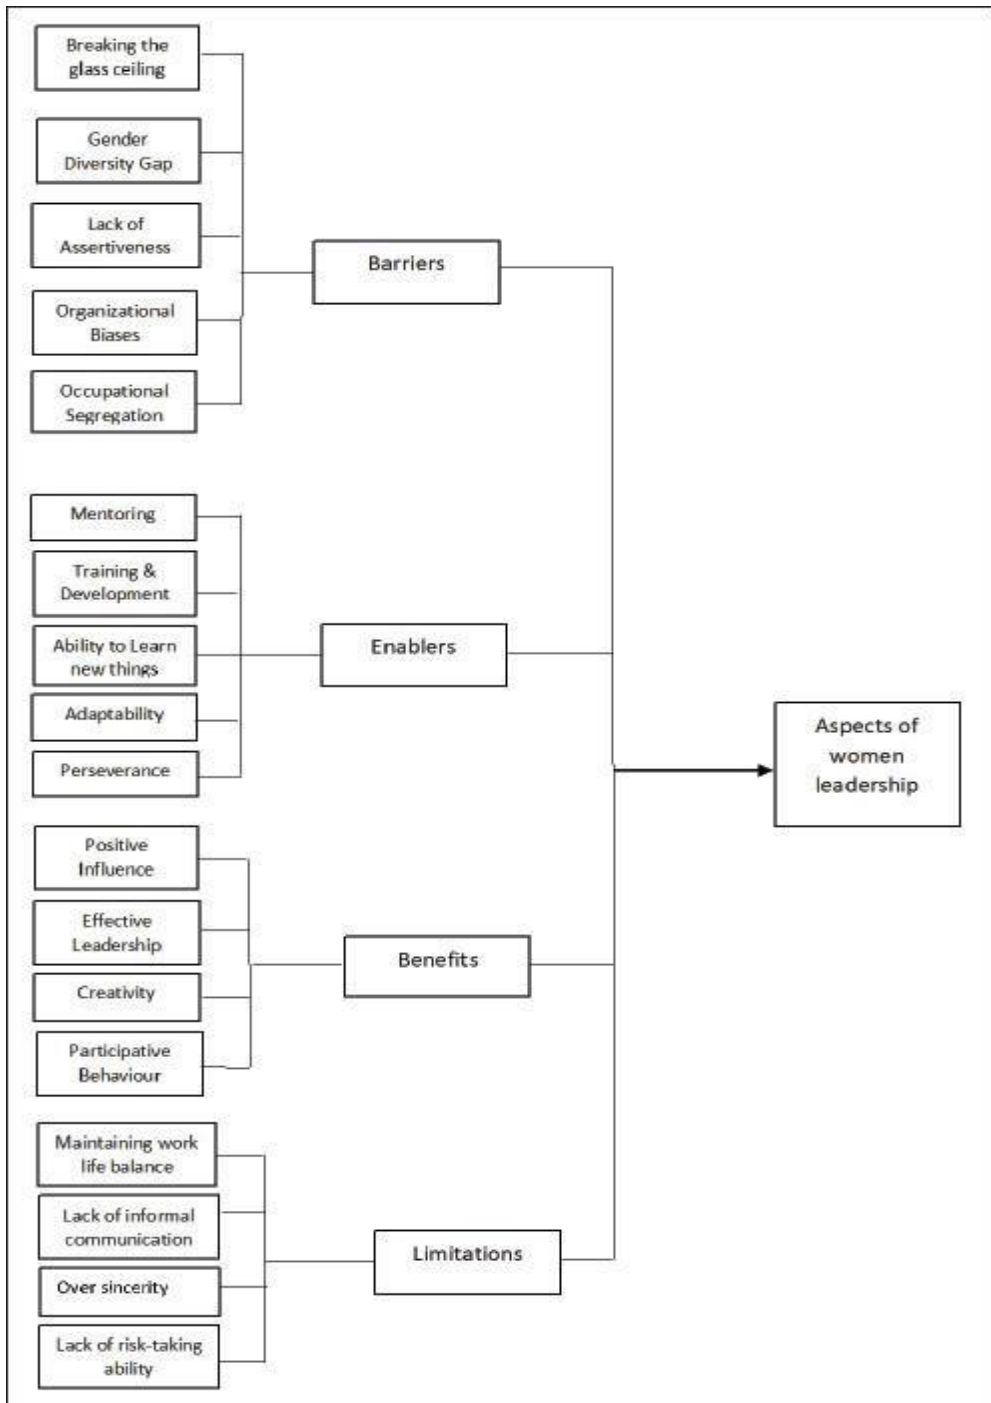 Breaking the
glass ceiling
Gender
Diversity Gap
Lack of
Assertiveness
Organizational
Biases
Occupational
Segregation
Barriers
Mentoring
Training &
Development
Ability to Learn
new things
Adaptability
Perseverance
Enablers
Positive
Influence
Effective
Leadership
Creativity
Participative
Behaviour
Benefits
Maintaining work
life balance
Lack of informal
communication
Over sincerity
Lack of risk-taking
ability
Limitations
Aspects of
women
leadership